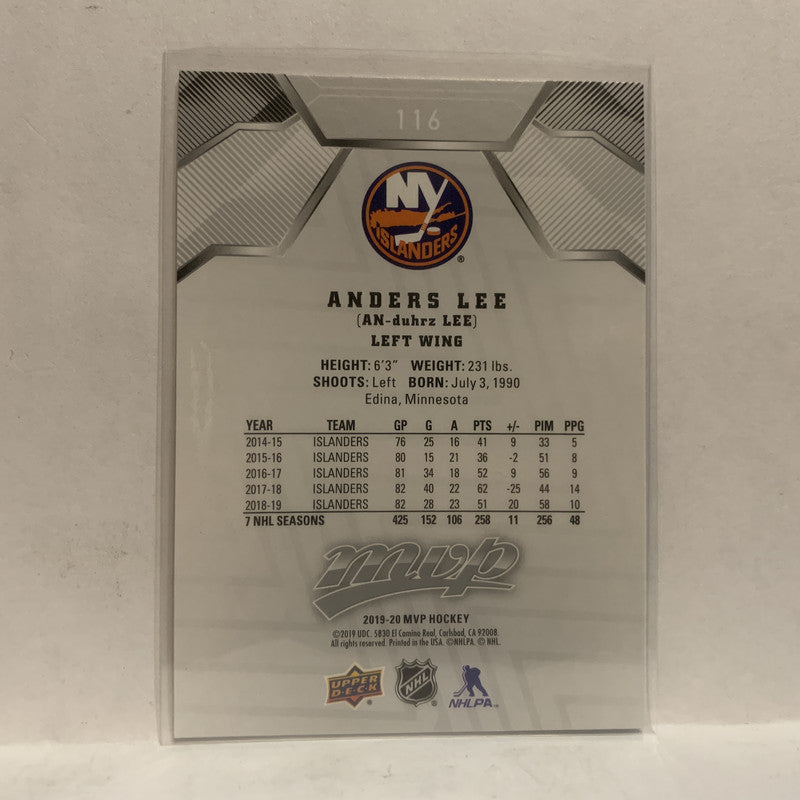 116
NY
ISLANDERS
®
ANDERS LEE
(AN-duhrz LEE)
LEFT WING
HEIGHT: 6'3" WEIGHT: 231 lbs.
SHOOTS: Left BORN: July 3, 1990
Edina, Minnesota
YEAR TEAM GP G A PTS +/- PIM PPG
2014-15 ISLANDERS 76 25 16 41 9 33 5
2015-16 ISLANDERS 80 15 21 36 -2 51 8
2016-17 ISLANDERS 81 34 18 52 9 56 9
2017-18 ISLANDERS 82 40 22 62 -25 44 14
2018-19 ISLANDERS 82 28 23 51 20 58 10
7 NHL SEASONS 425 152 106 258 11 256 48
mvp
2019-20 MVP HOCKEY
©2019 UDC. 5830 El Camino Real, Carlsbad, CA 92008.
All rights reserved. Printed in the USA. ©NHLPA. © NHL.
UPPER DECK ® NHL ® NHLPA™